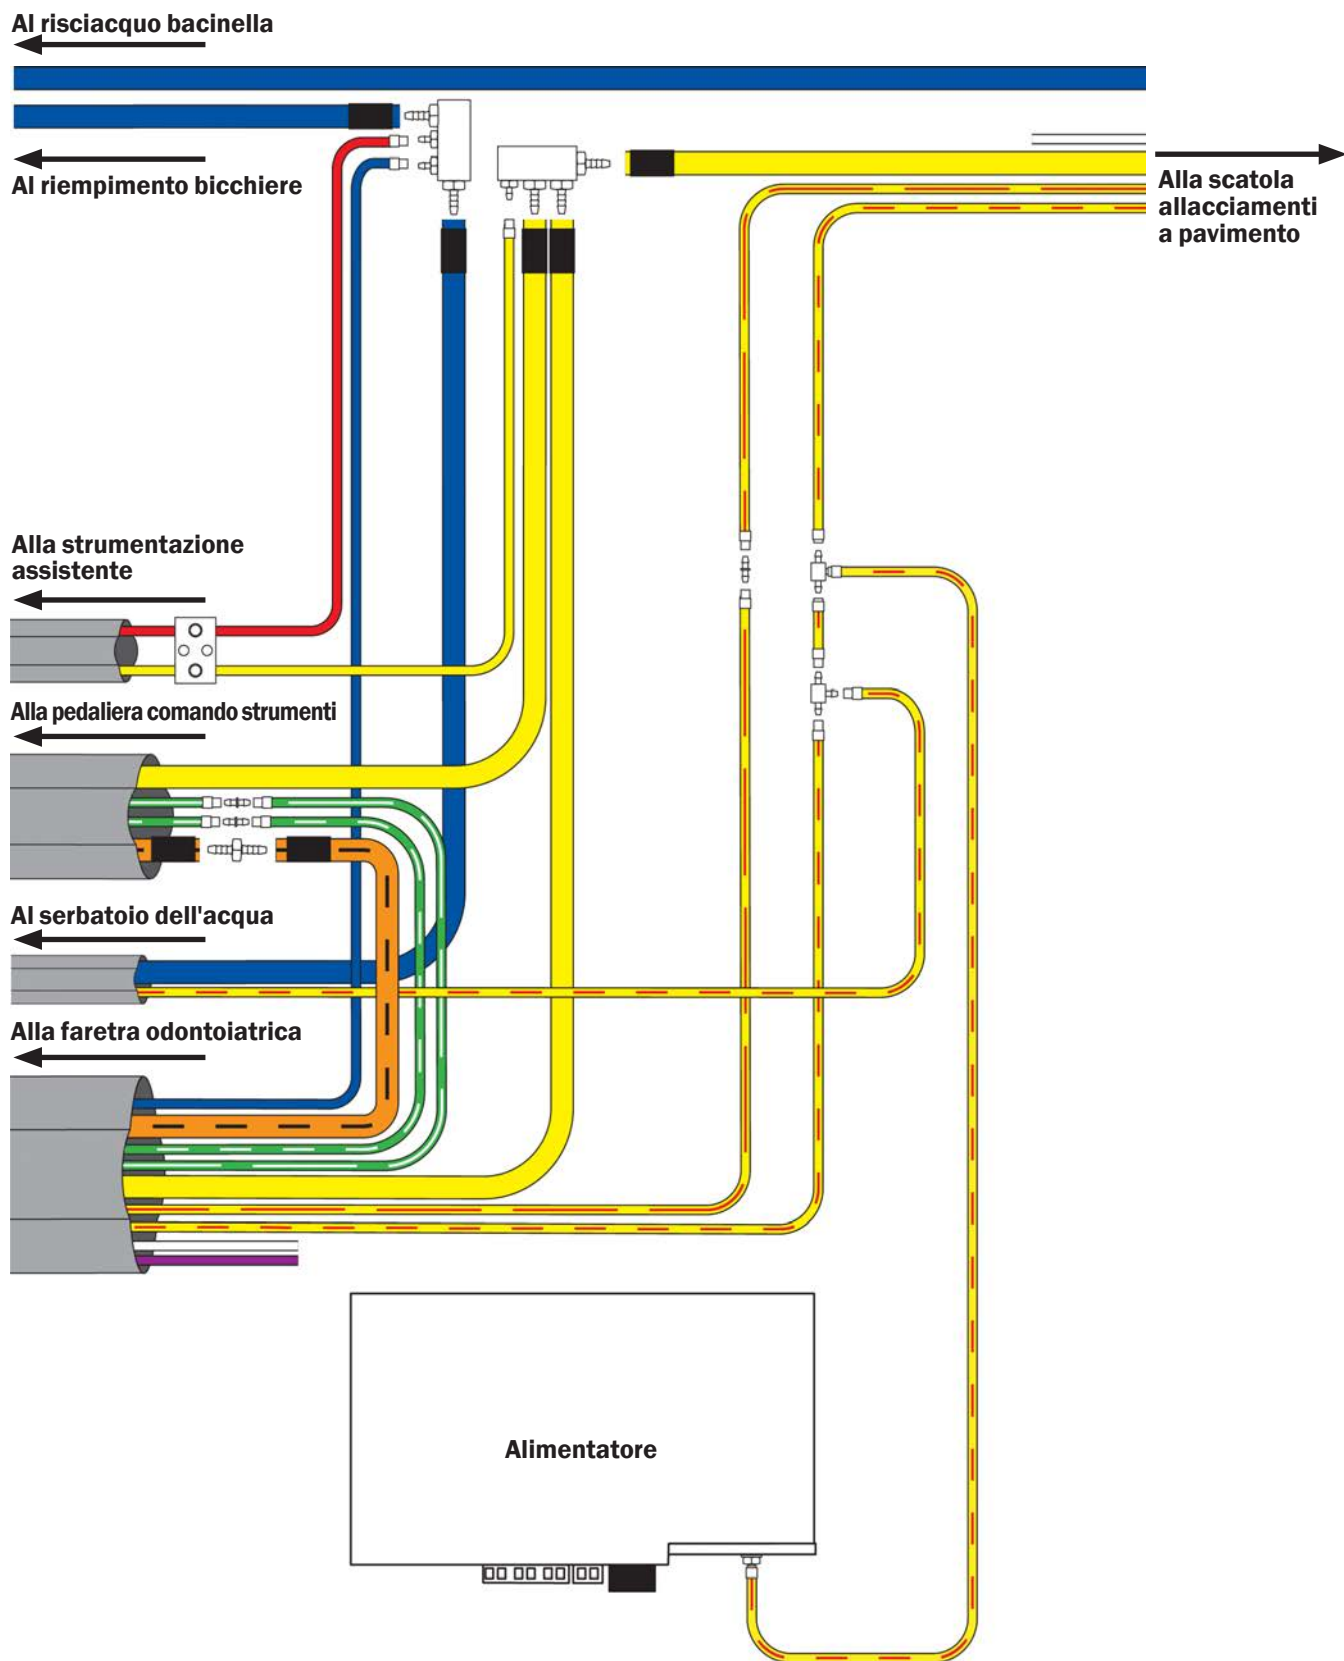 Al risciacquo bacinella
Al riempimento bicchiere
Alla scatola
allacciamenti
a pavimento
Alla strumentazione
assistente
Alla pedaliera comando strumenti
Al serbatoio dell'acqua
Alla faretra odontoiatrica
Alimentatore